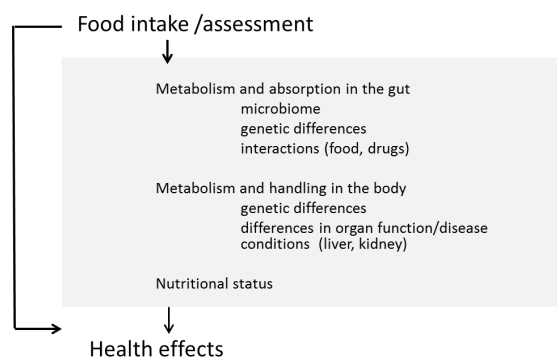 Food intake /assessment
Metabolism and absorption in the gut
microbiome
genetic differences
interactions (food, drugs)
Metabolism and handling in the body
genetic differences
differences in organ function/disease
conditions (liver, kidney)
Nutritional status
Health effects